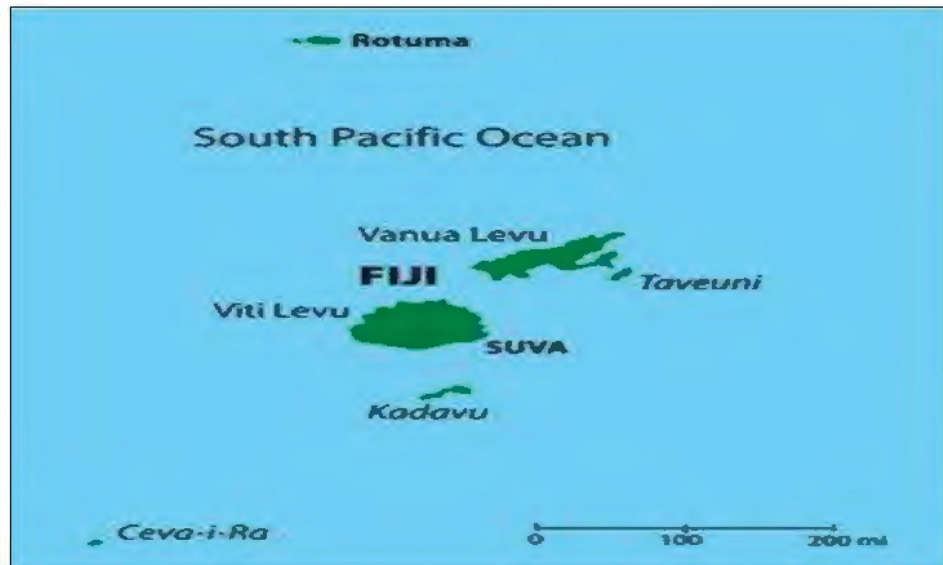 Rotuma
South Pacific Ocean
Vanua Levu
FIJI
Taveuni
Viti Levu
SUVA
Kadavu
Ceva-i-Ra
0 100 200 mi